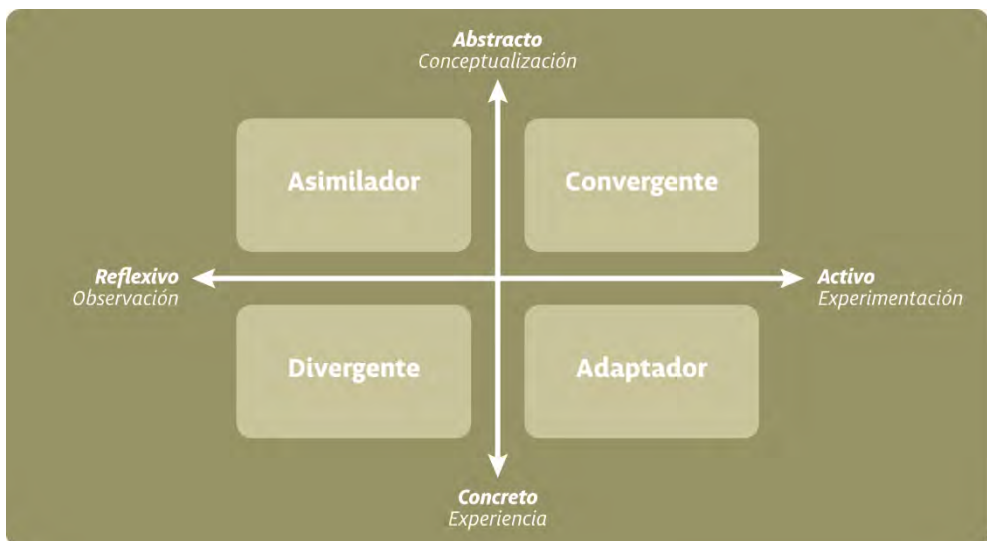 Abstracto
Conceptualización
Asimilador
Convergente
Reflexivo
Observación
Activo
Experimentación
Divergente
Adaptador
Concreto
Experiencia